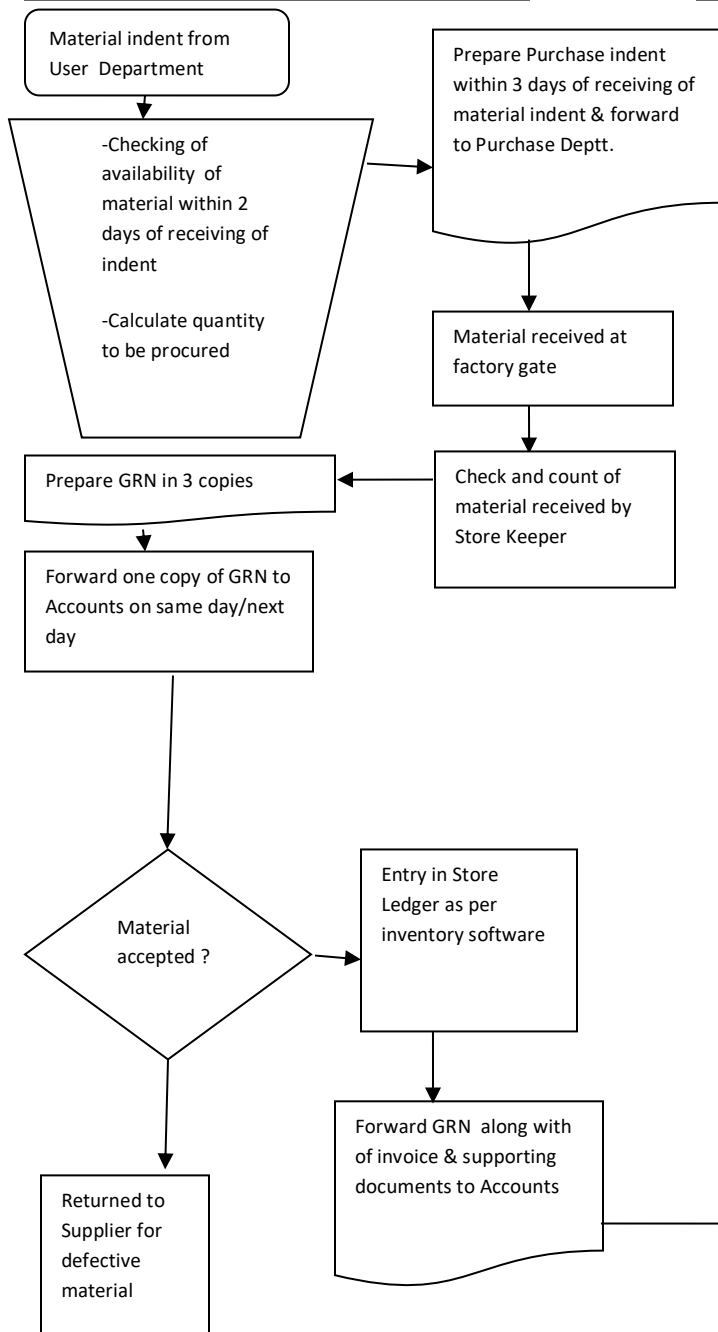 Material indent from
User Department
-Checking of
availability of
material within 2
days of receiving of
indent
-Calculate quantity
to be procured
Prepare Purchase indent
within 3 days of receiving of
material indent & forward
to Purchase Deptt.
Material received at
factory gate
Check and count of
material received by
Store Keeper
Prepare GRN in 3 copies
Forward one copy of GRN to
Accounts on same day/next
day
Material
accepted ?
Entry in Store
Ledger as per
inventory software
Forward GRN along with
of invoice & supporting
documents to Accounts
Returned to
Supplier for
defective
material